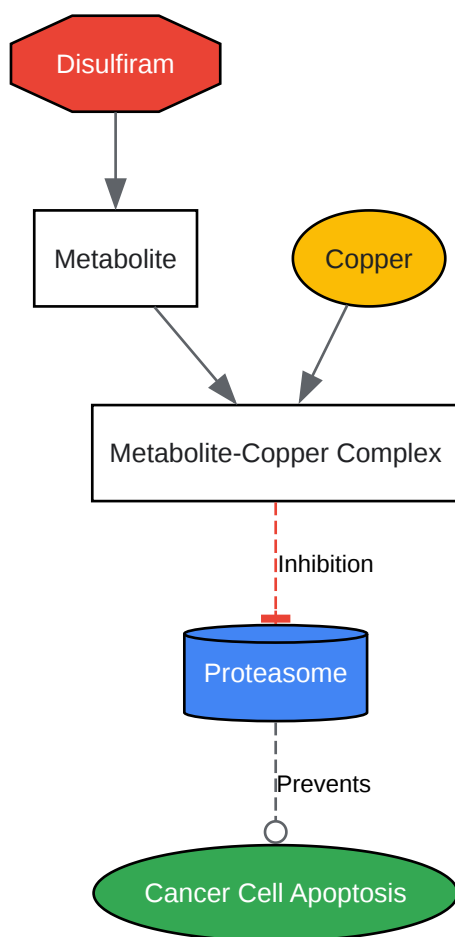 Disulfiram
Metabolite
Copper
Metabolite-Copper Complex
Inhibition
Proteasome
Prevents
Cancer Cell Apoptosis